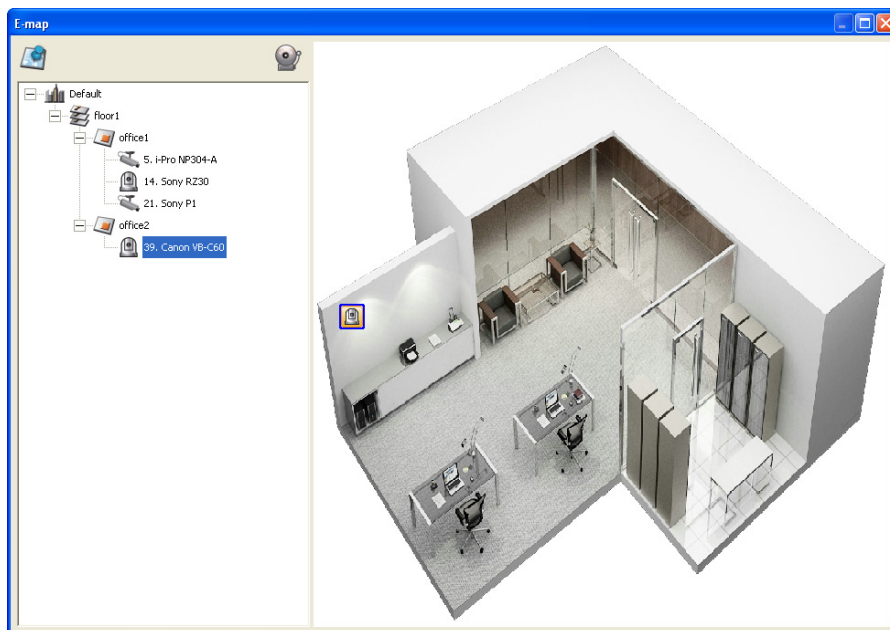 E-map
Default
floor1
office1
5. i-Pro NP304-A
14. Sony RZ30
21. Sony P1
office2
39. Canon VB-C60